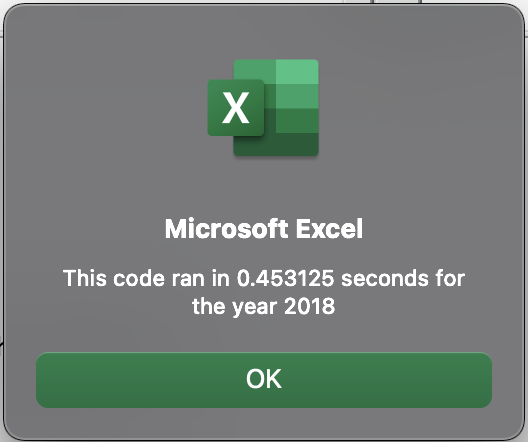 X
Microsoft Excel
This code ran in 0.453125 seconds for
the year 2018
OK